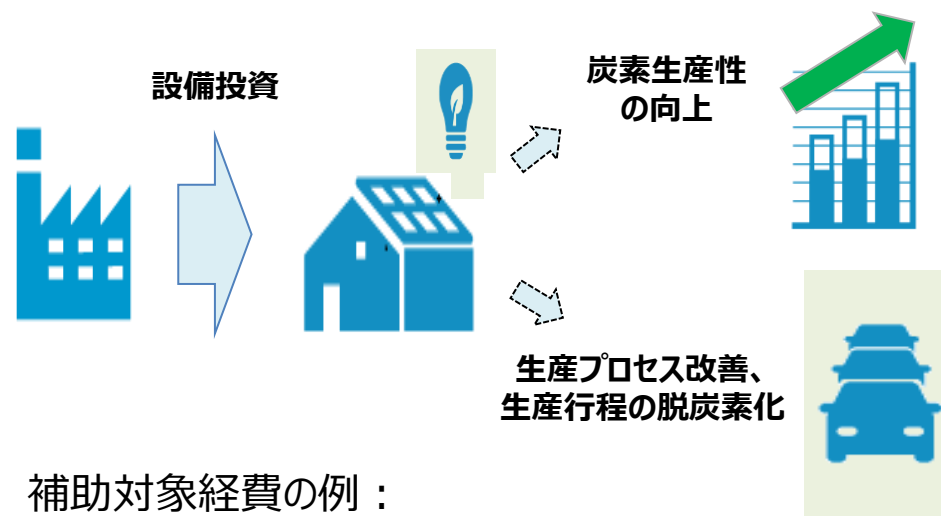 設備投資
炭素生産性
の向上
生産プロセス改善、
生産行程の脱炭素化
補助対象経費の例：